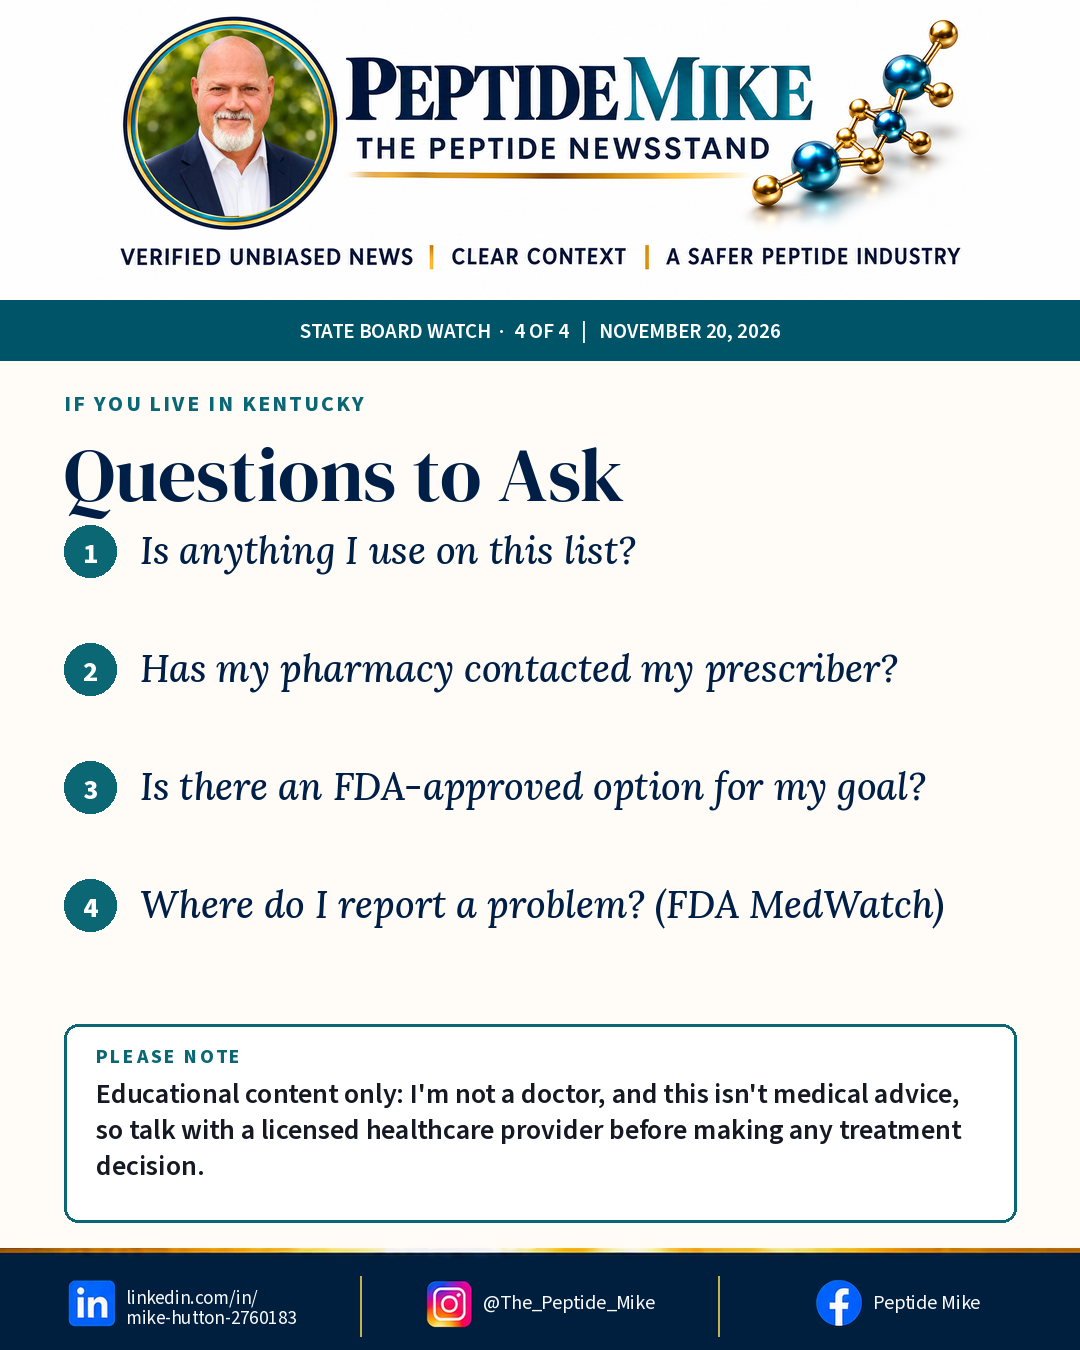 PEPTIDEMIKE
THE PEPTIDE NEWSSTAND
VERIFIED UNBIASED NEWS | CLEAR CONTEXT | A SAFER PEPTIDE INDUSTRY
STATE BOARD WATCH · 4 OF 4 | NOVEMBER 20, 2026
IF YOU LIVE IN KENTUCKY
Questions to Ask
1 Is anything I use on this list?
2 Has my pharmacy contacted my prescriber?
3 Is there an FDA-approved option for my goal?
4 Where do I report a problem? (FDA MedWatch)
PLEASE NOTE
Educational content only: I'm not a doctor, and this isn't medical advice,
so talk with a licensed healthcare provider before making any treatment
decision.
linkedin.com/in/
mike-hutton-2760183
@The_Peptide_Mike
Peptide Mike